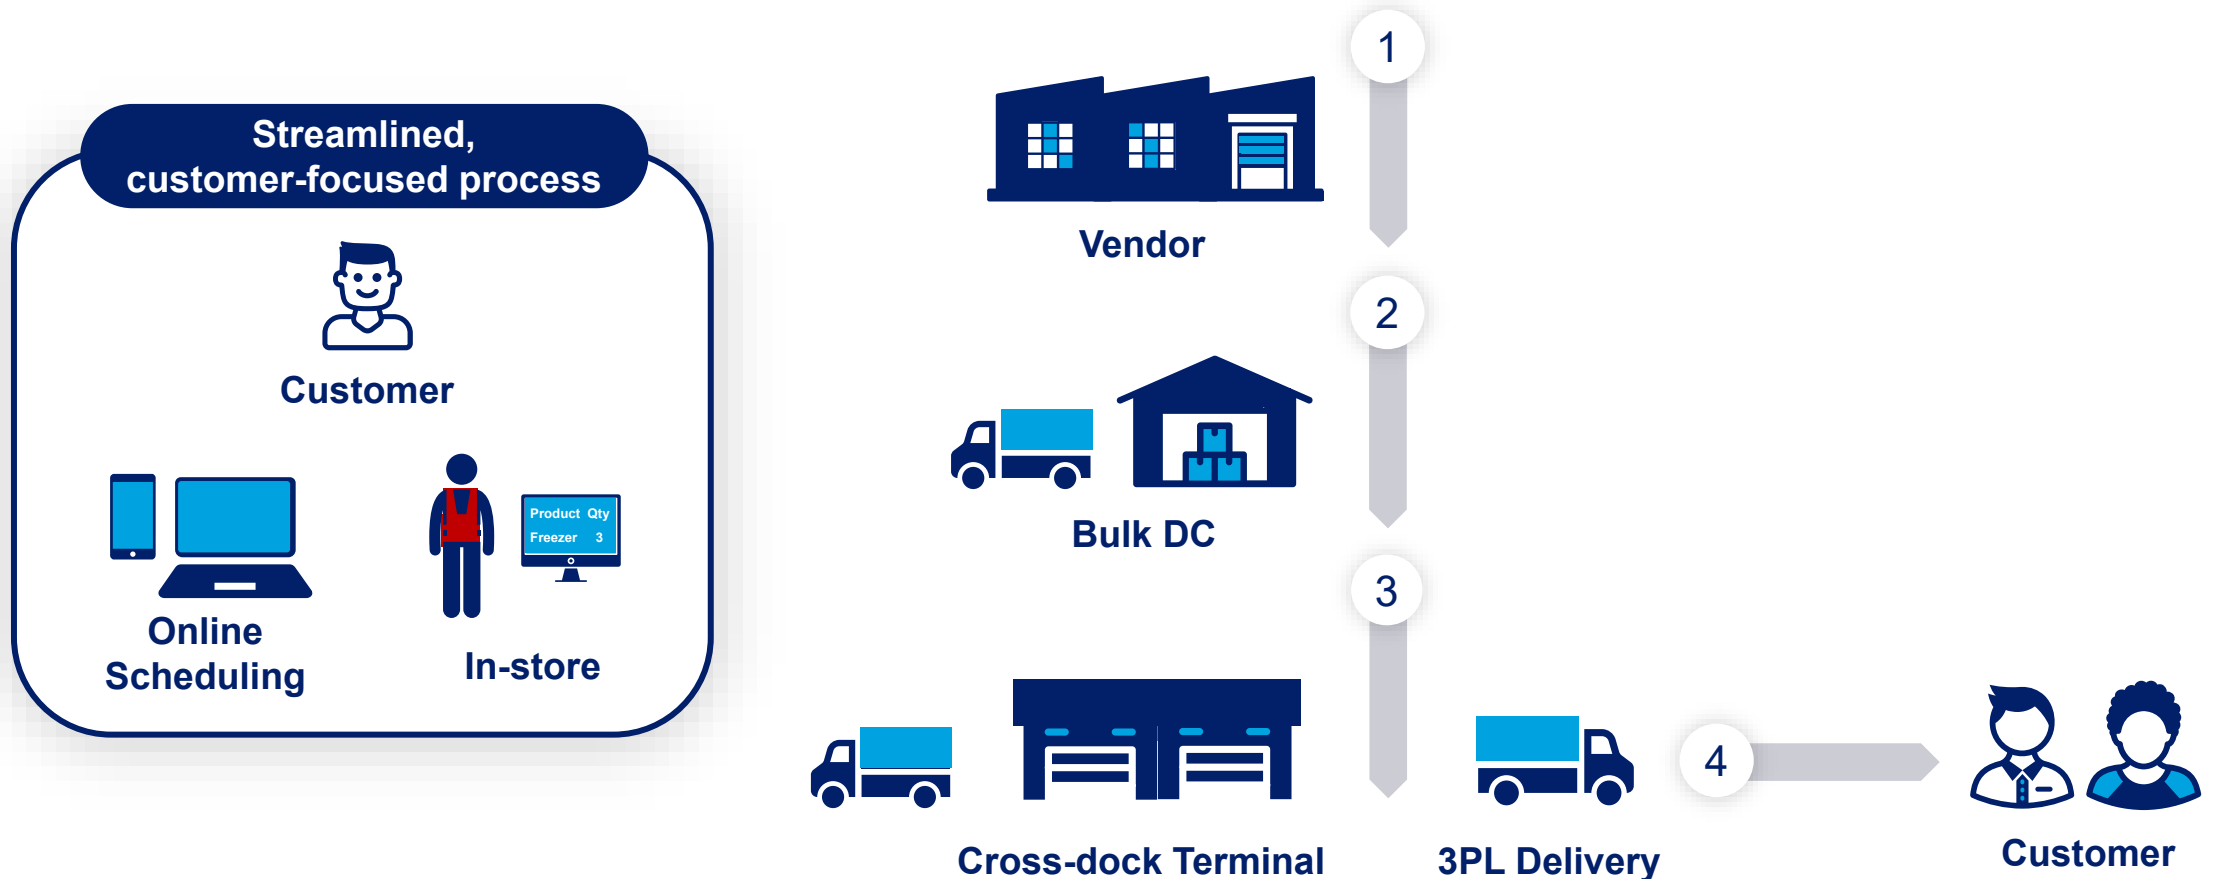 Streamlined,
customer-focused process
Customer
Product Qty
Freezer 3
Online
Scheduling
In-store
1
Vendor
2
Bulk DC
3
Cross-dock Terminal
3PL Delivery
4
Customer